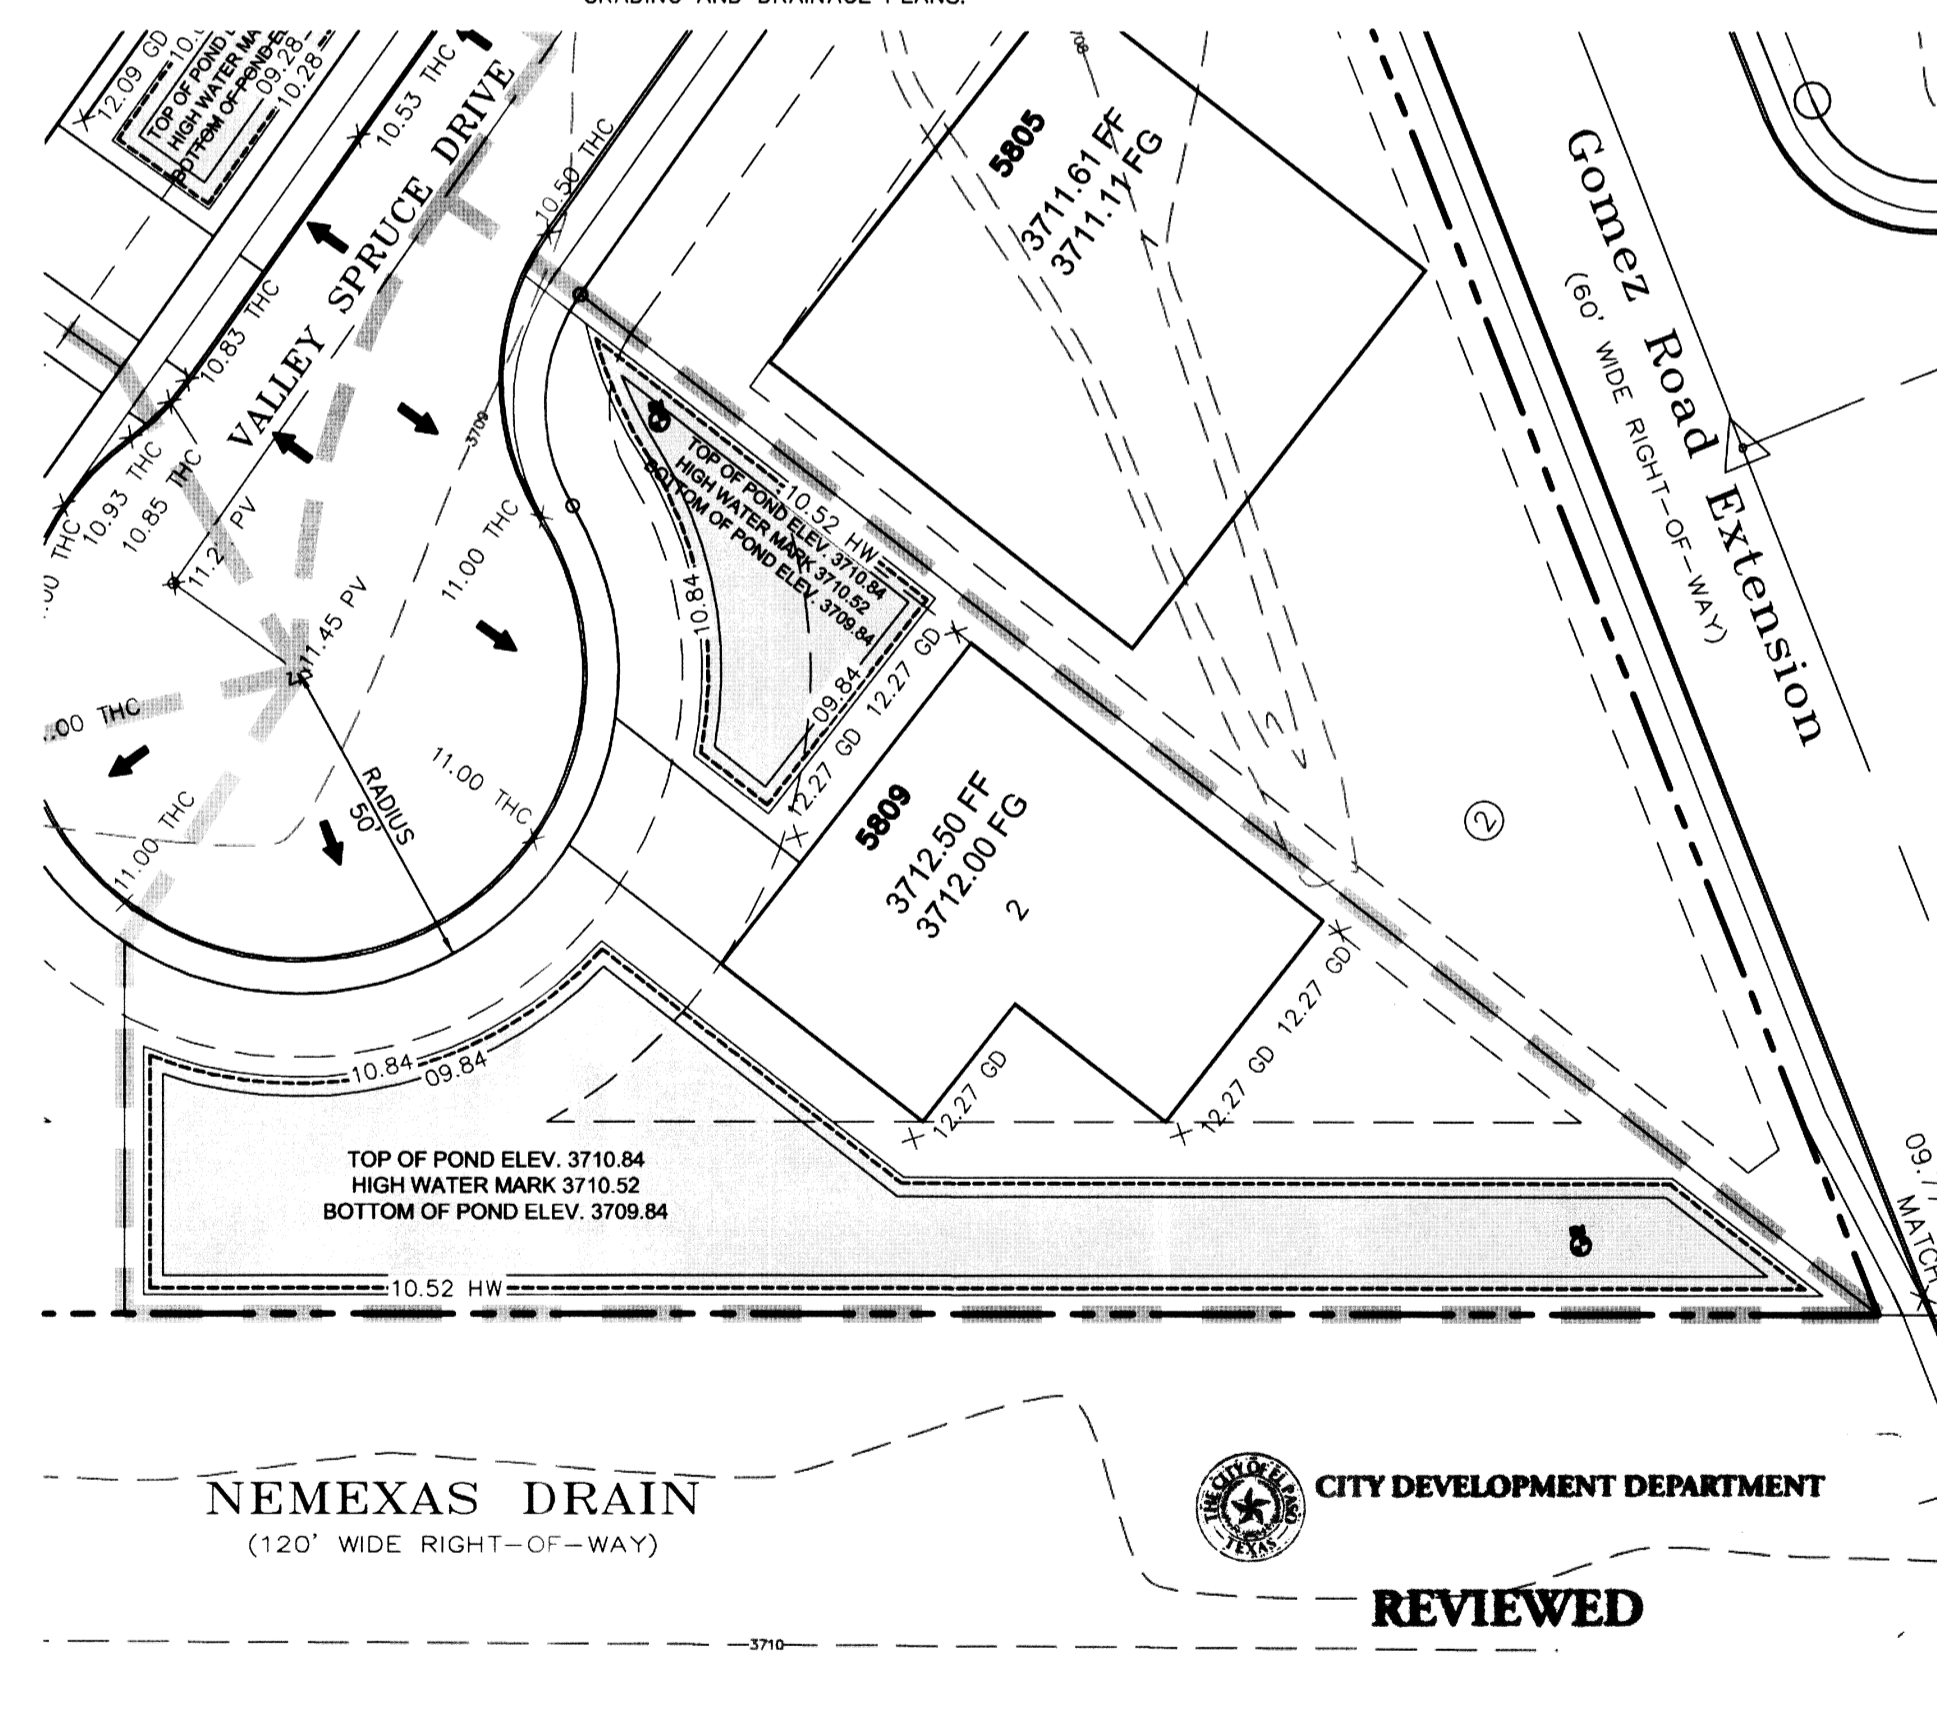 GRADING AND DRAINAGE PLANS.
12.09 GD
TOP OF POND
HIGH WATER MA
BOTTOM OF POND E
09.28
10.28
10.53 THC
VALLEY SPRUCE DRIVE
10.50 THC
10.83 THC
10.93 THC
10.85 THC
.00 THC
PV
11.45 PV
3709
11.00 THC
.00 THC
11.00 THC
11.00 THC
RADIUS
50'
5805
3711.61 FF
3711.11 FG
TOP OF POND ELEV. 3710.84
HIGH WATER MARK 3710.52
BOTTOM OF POND ELEV. 3709.84
10.52 HW
10.84
09.84
12.27 GD
12.27 GD
5809
3712.50 FF
3712.00 FG
2
2
12.27 GD
12.27 GD
12.27 GD
Gomez Road Extension
(60' WIDE RIGHT-OF-WAY)
09.77
MATCH
10.84
09.84
TOP OF POND ELEV. 3710.84
HIGH WATER MARK 3710.52
BOTTOM OF POND ELEV. 3709.84
10.52 HW
NEMEXAS DRAIN
(120' WIDE RIGHT-OF-WAY)
3710
THE CITY OF EL PASO
TEXAS
CITY DEVELOPMENT DEPARTMENT
REVIEWED